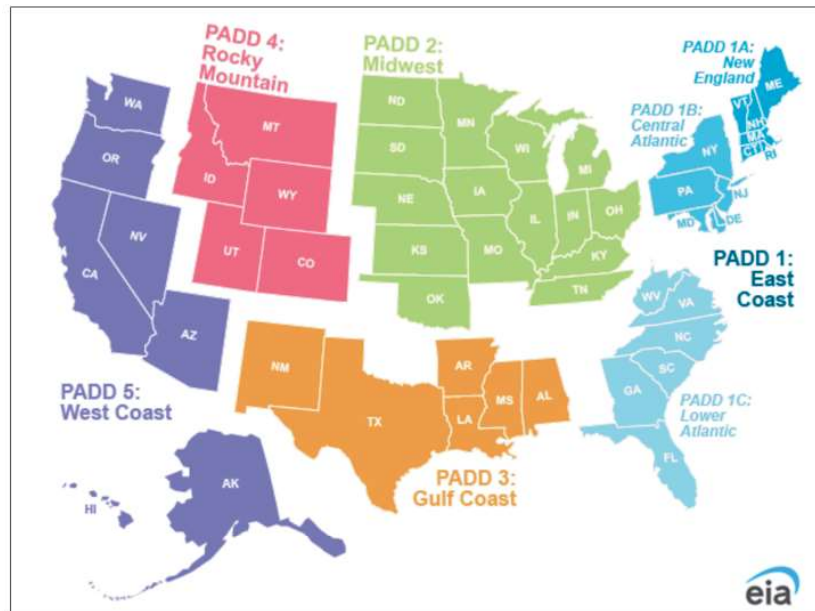 PADD 4:
Rocky
Mountain
PADD 2:
Midwest
PADD 1A:
New
England
PADD 1B:
Central
Atlantic
WA
OR
CA
NV
AZ
MT
ID
WY
UT
CO
ND
SD
NE
KS
OK
MN
IA
MO
WI
IL
MI
IN
OH
KY
TN
ME
VT
NH
MA
CT
RI
NY
PA
NJ
MD
DE
PADD 1:
East
Coast
WV
VA
NC
SC
GA
FL
PADD 1C:
Lower
Atlantic
NM
TX
AR
LA
MS
AL
PADD 5:
West Coast
PADD 3:
Gulf Coast
AK
HI
eia